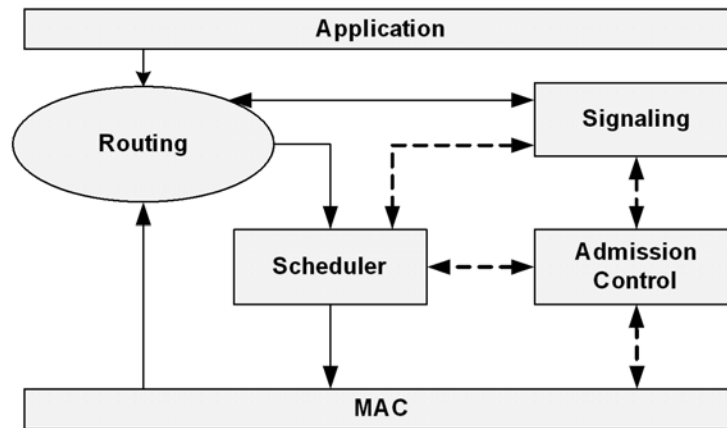 Application
Routing
Signaling
Scheduler
Admission
Control
MAC